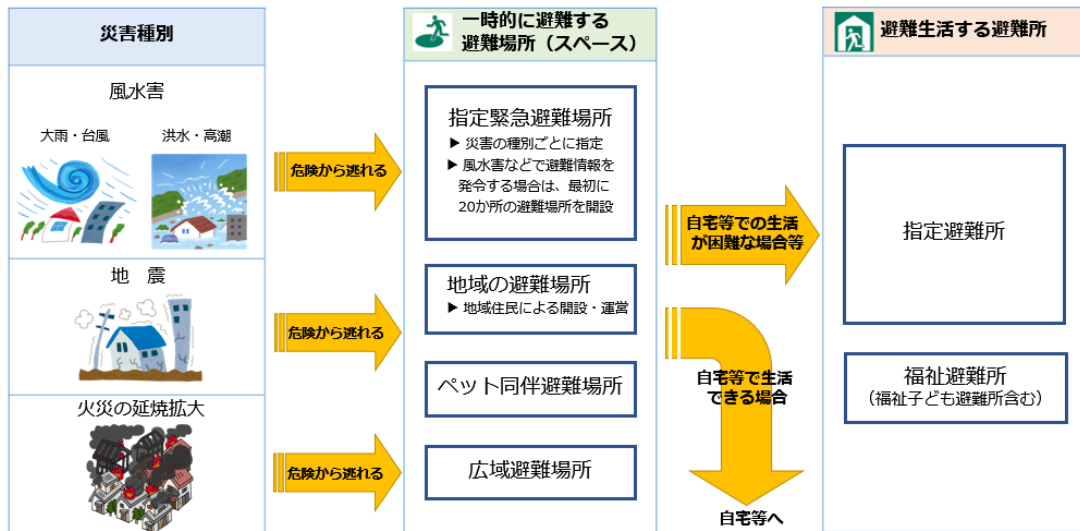 災害種別
風水害
大雨・台風
洪水・高潮
地　震
火災の延焼拡大
危険から逃れる
危険から逃れる
危険から逃れる
一時的に避難する
避難場所（スペース）
指定緊急避難場所
▶ 災害の種別ごとに指定
▶ 風水害などで避難情報を
発令する場合は、最初に
20か所の避難場所を開設
地域の避難場所
▶ 地域住民による開設・運営
ペット同伴避難場所
広域避難場所
自宅等での生活
が困難な場合等
自宅等で生活
できる場合
自宅等へ
避難生活する避難所
指定避難所
福祉避難所
（福祉子ども避難所含む）